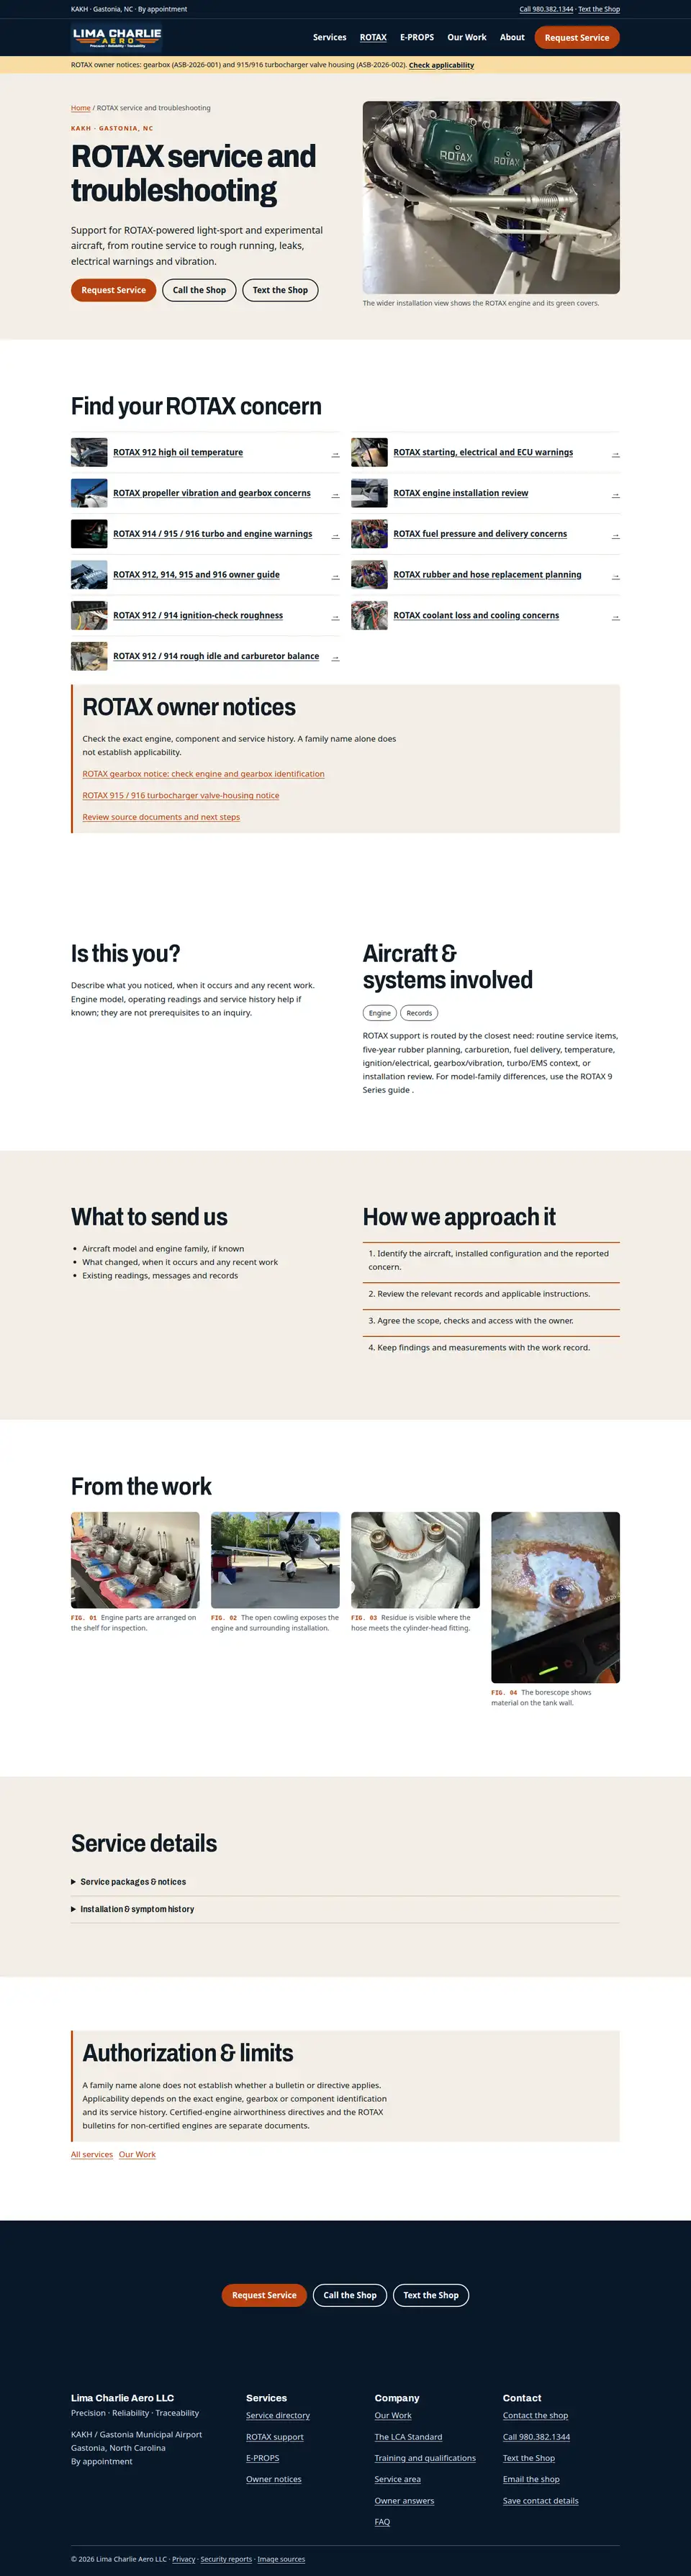 KAKH · Gastonia, NC · By appointment
Call 980.382.1344 · Text the Shop
LIMA CHARLIE
AERO
Precision · Reliability · Traceability
Services
ROTAX
E-PROPS
Our Work
About
Request Service
ROTAX owner notices: gearbox (ASB-2026-001) and 915/916 turbocharger valve housing (ASB-2026-002). Check applicability
Home / ROTAX service and troubleshooting
KAKH · GASTONIA, NC
ROTAX service and
troubleshooting
Support for ROTAX-powered light-sport and experimental
aircraft, from routine service to rough running, leaks,
electrical warnings and vibration.
Request Service
Call the Shop
Text the Shop
ROTAX
ROTAX
The wider installation view shows the ROTAX engine and its green covers.
Find your ROTAX concern
ROTAX 912 high oil temperature →
ROTAX starting, electrical and ECU warnings →
ROTAX propeller vibration and gearbox concerns →
ROTAX engine installation review →
ROTAX 914 / 915 / 916 turbo and engine warnings →
ROTAX fuel pressure and delivery concerns →
ROTAX 912, 914, 915 and 916 owner guide →
ROTAX rubber and hose replacement planning →
ROTAX 912 / 914 ignition-check roughness →
ROTAX coolant loss and cooling concerns →
ROTAX 912 / 914 rough idle and carburetor balance →
ROTAX owner notices
Check the exact engine, component and service history. A family name alone does
not establish applicability.
ROTAX gearbox notice: check engine and gearbox identification
ROTAX 915 / 916 turbocharger valve-housing notice
Review source documents and next steps
Is this you?
Describe what you noticed, when it occurs and any recent work.
Engine model, operating readings and service history help if
known; they are not prerequisites to an inquiry.
Aircraft &
systems involved
Engine
Records
ROTAX support is routed by the closest need: routine service items,
five-year rubber planning, carburetion, fuel delivery, temperature,
ignition/electrical, gearbox/vibration, turbo/EMS context, or
installation review. For model-family differences, use the ROTAX 9
Series guide .
What to send us
• Aircraft model and engine family, if known
• What changed, when it occurs and any recent work
• Existing readings, messages and records
How we approach it
1. Identify the aircraft, installed configuration and the reported
concern.
2. Review the relevant records and applicable instructions.
3. Agree the scope, checks and access with the owner.
4. Keep findings and measurements with the work record.
From the work
FIG. 01 Engine parts are arranged on
the shelf for inspection.
FIG. 02 The open cowling exposes the
engine and surrounding installation.
FIG. 03 Residue is visible where the
hose meets the cylinder-head fitting.
FIG. 04 The borescope shows
material on the tank wall.
Service details
Service packages & notices
Installation & symptom history
Authorization & limits
A family name alone does not establish whether a bulletin or directive applies.
Applicability depends on the exact engine, gearbox or component identification
and its service history. Certified-engine airworthiness directives and the ROTAX
bulletins for non-certified engines are separate documents.
All services Our Work
Request Service
Call the Shop
Text the Shop
Lima Charlie Aero LLC
Precision · Reliability · Traceability
KAKH / Gastonia Municipal Airport
Gastonia, North Carolina
By appointment
Services
Service directory
ROTAX support
E-PROPS
Owner notices
Company
Our Work
The LCA Standard
Training and qualifications
Service area
Owner answers
FAQ
Contact
Contact the shop
Call 980.382.1344
Text the Shop
Email the shop
Save contact details
© 2026 Lima Charlie Aero LLC · Privacy · Security reports · Image sources